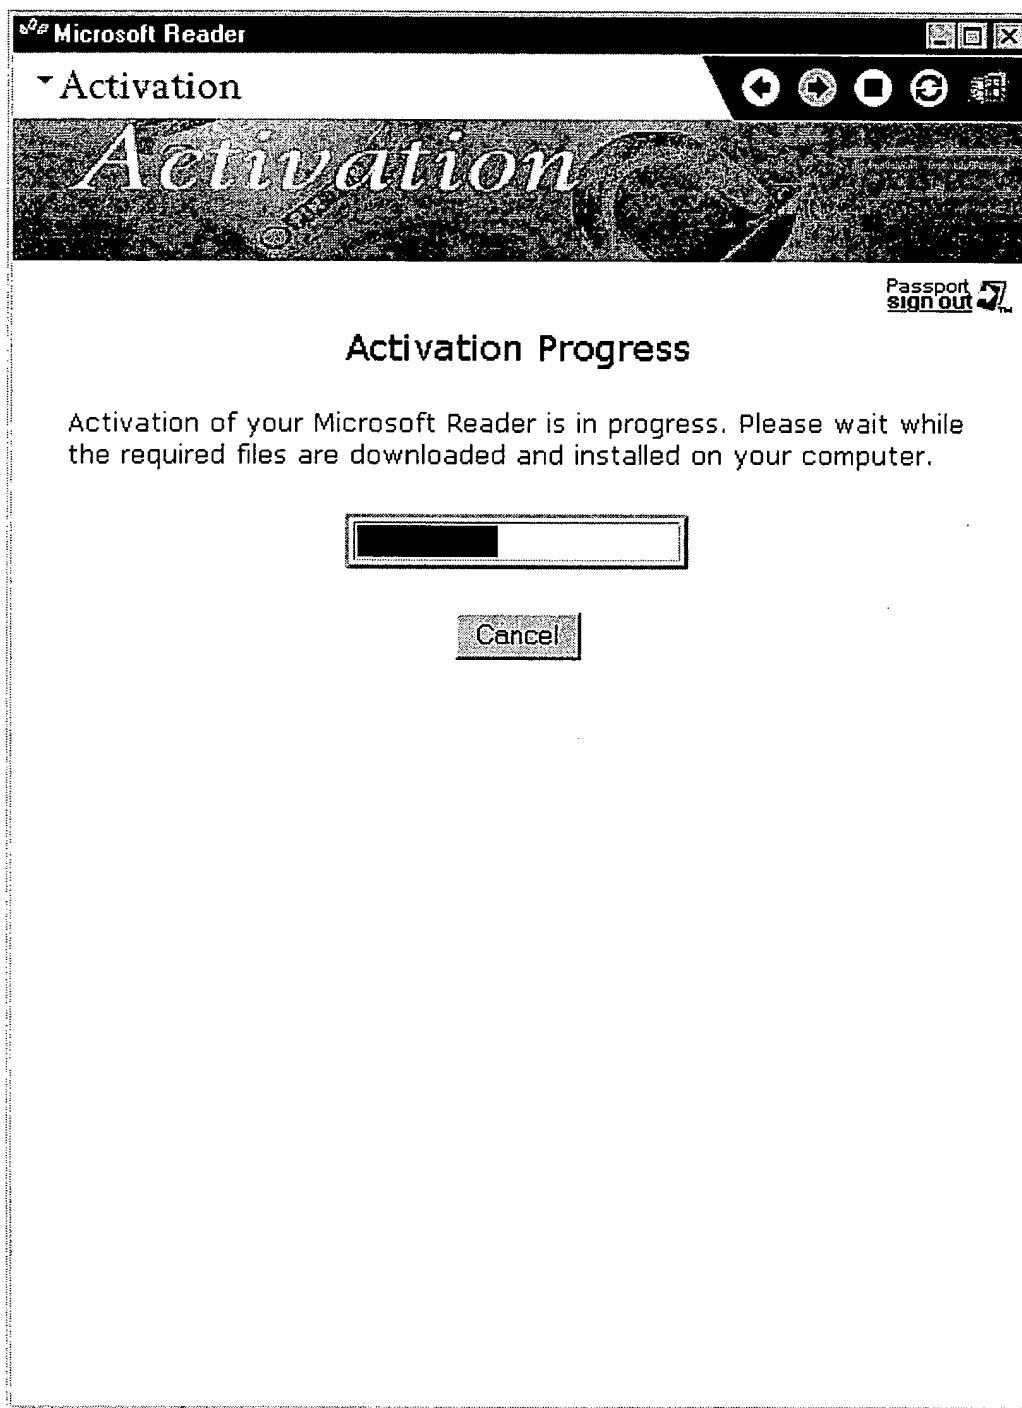 Microsoft Reader
Activation
Activation
Passport
sign out
TM
Activation Progress
Activation of your Microsoft Reader is in progress. Please wait while
the required files are downloaded and installed on your computer.
Cancel